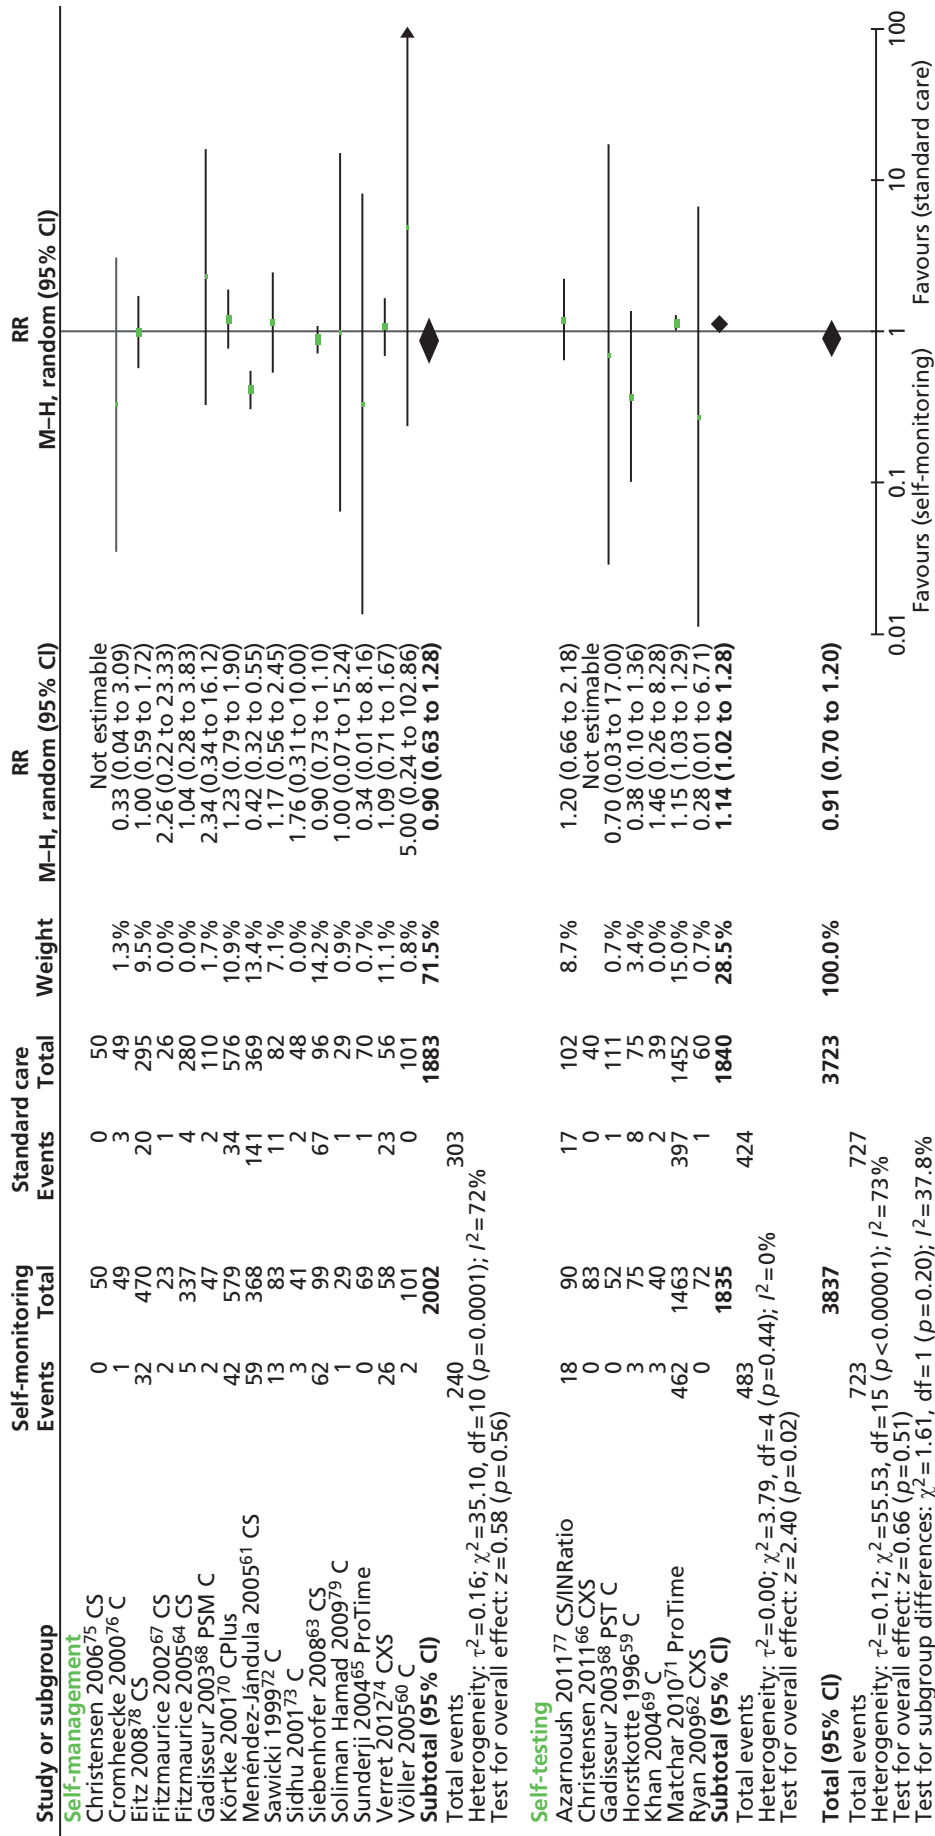 Study or subgroup Self-monitoring Events Total Standard care Events Total Weight RR M–H, random (95% CI) RR M–H, random (95% CI)
Self-management
Christensen 2006⁷⁵ CS 0 50 0 50 Not estimable
Cromheecke 2000⁷⁶ C 1 49 3 49 1.3% 0.33 (0.04 to 3.09)
Eitz 2008⁷⁸ CS 32 470 20 295 9.5% 1.00 (0.59 to 1.72)
Fitzmaurice 2002⁶⁷ CS 2 23 1 26 0.0% 2.26 (0.22 to 23.33)
Fitzmaurice 2005⁶⁴ CS 5 337 4 280 0.0% 1.04 (0.28 to 3.83)
Gadisseur 2003⁶⁸ PSM C 2 47 2 110 1.7% 2.34 (0.34 to 16.12)
Körtke 2001⁷⁰ CPlus 42 579 34 576 10.9% 1.23 (0.79 to 1.90)
Menéndez-Jándula 2005⁶¹ CS 59 368 141 369 13.4% 0.42 (0.32 to 0.55)
Sawicki 1999⁷² C 13 83 11 82 7.1% 1.17 (0.56 to 2.45)
Sidhu 2001⁷³ C 3 41 2 48 0.0% 1.76 (0.31 to 10.00)
Siebenhofer 2008⁶³ CS 62 99 67 96 14.2% 0.90 (0.73 to 1.10)
Soliman Hamad 2009⁷⁹ C 1 29 1 29 0.9% 1.00 (0.07 to 15.24)
Sunderji 2004⁶⁵ ProTime 0 69 1 70 0.7% 0.34 (0.01 to 8.16)
Verret 2012⁷⁴ CXS 26 58 23 56 11.1% 1.09 (0.71 to 1.67)
Völler 2005⁶⁰ C 2 101 0 101 0.8% 5.00 (0.24 to 102.86)
Subtotal (95% CI) 2002 1883 71.5% 0.90 (0.63 to 1.28)
Total events 240 303
Heterogeneity: τ²=0.16; χ²=35.10, df=10 (p=0.0001); I²=72%
Test for overall effect: z=0.58 (p=0.56)
Self-testing
Azarnoush 2011⁷⁷ CS/INRatio 18 90 17 102 8.7% 1.20 (0.66 to 2.18)
Christensen 2011⁶⁶ CXS 0 83 0 40 Not estimable
Gadisseur 2003⁶⁸ PST C 0 52 1 111 0.7% 0.70 (0.03 to 17.00)
Horstkotte 1996⁵⁹ C 3 75 8 75 3.4% 0.38 (0.10 to 1.36)
Khan 2004⁶⁹ C 3 40 2 39 0.0% 1.46 (0.26 to 8.28)
Matchar 2010⁷¹ ProTime 462 1463 397 1452 15.0% 1.15 (1.03 to 1.29)
Ryan 2009⁶² CXS 0 72 1 60 0.7% 0.28 (0.01 to 6.71)
Subtotal (95% CI) 1835 1840 28.5% 1.14 (1.02 to 1.28)
Total events 483 424
Heterogeneity: τ²=0.00; χ²=3.79, df=4 (p=0.44); I²=0%
Test for overall effect: z=2.40 (p=0.02)
Total (95% CI) 3837 3723 100.0% 0.91 (0.70 to 1.20)
Total events 723 727
Heterogeneity: τ²=0.12; χ²=55.53, df=15 (p<0.00001); I²=73%
Test for overall effect: z=0.66 (p=0.51)
Test for subgroup differences: χ²=1.61, df=1 (p=0.20); I²=37.8%
0.01 0.1 1 10 100
Favours (self-monitoring) Favours (standard care)